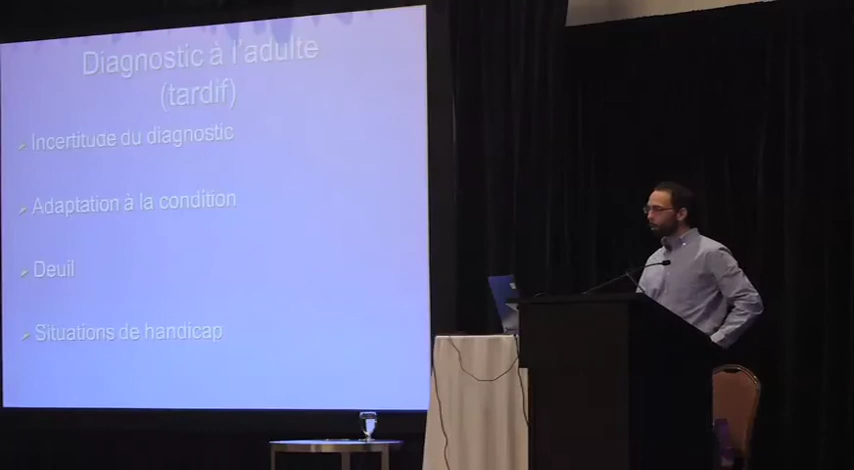 Diagnostic à l'adulte
(tardif)
Incertitude du diagnostic
Adaptation à la condition
Deuil
Situations de handicap